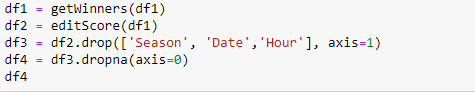 df1 = getWinners(df1)
df2 = editScore(df1)
df3 = df2.drop(['Season', 'Date','Hour'], axis=1)
df4 = df3.dropna(axis=0)
df4